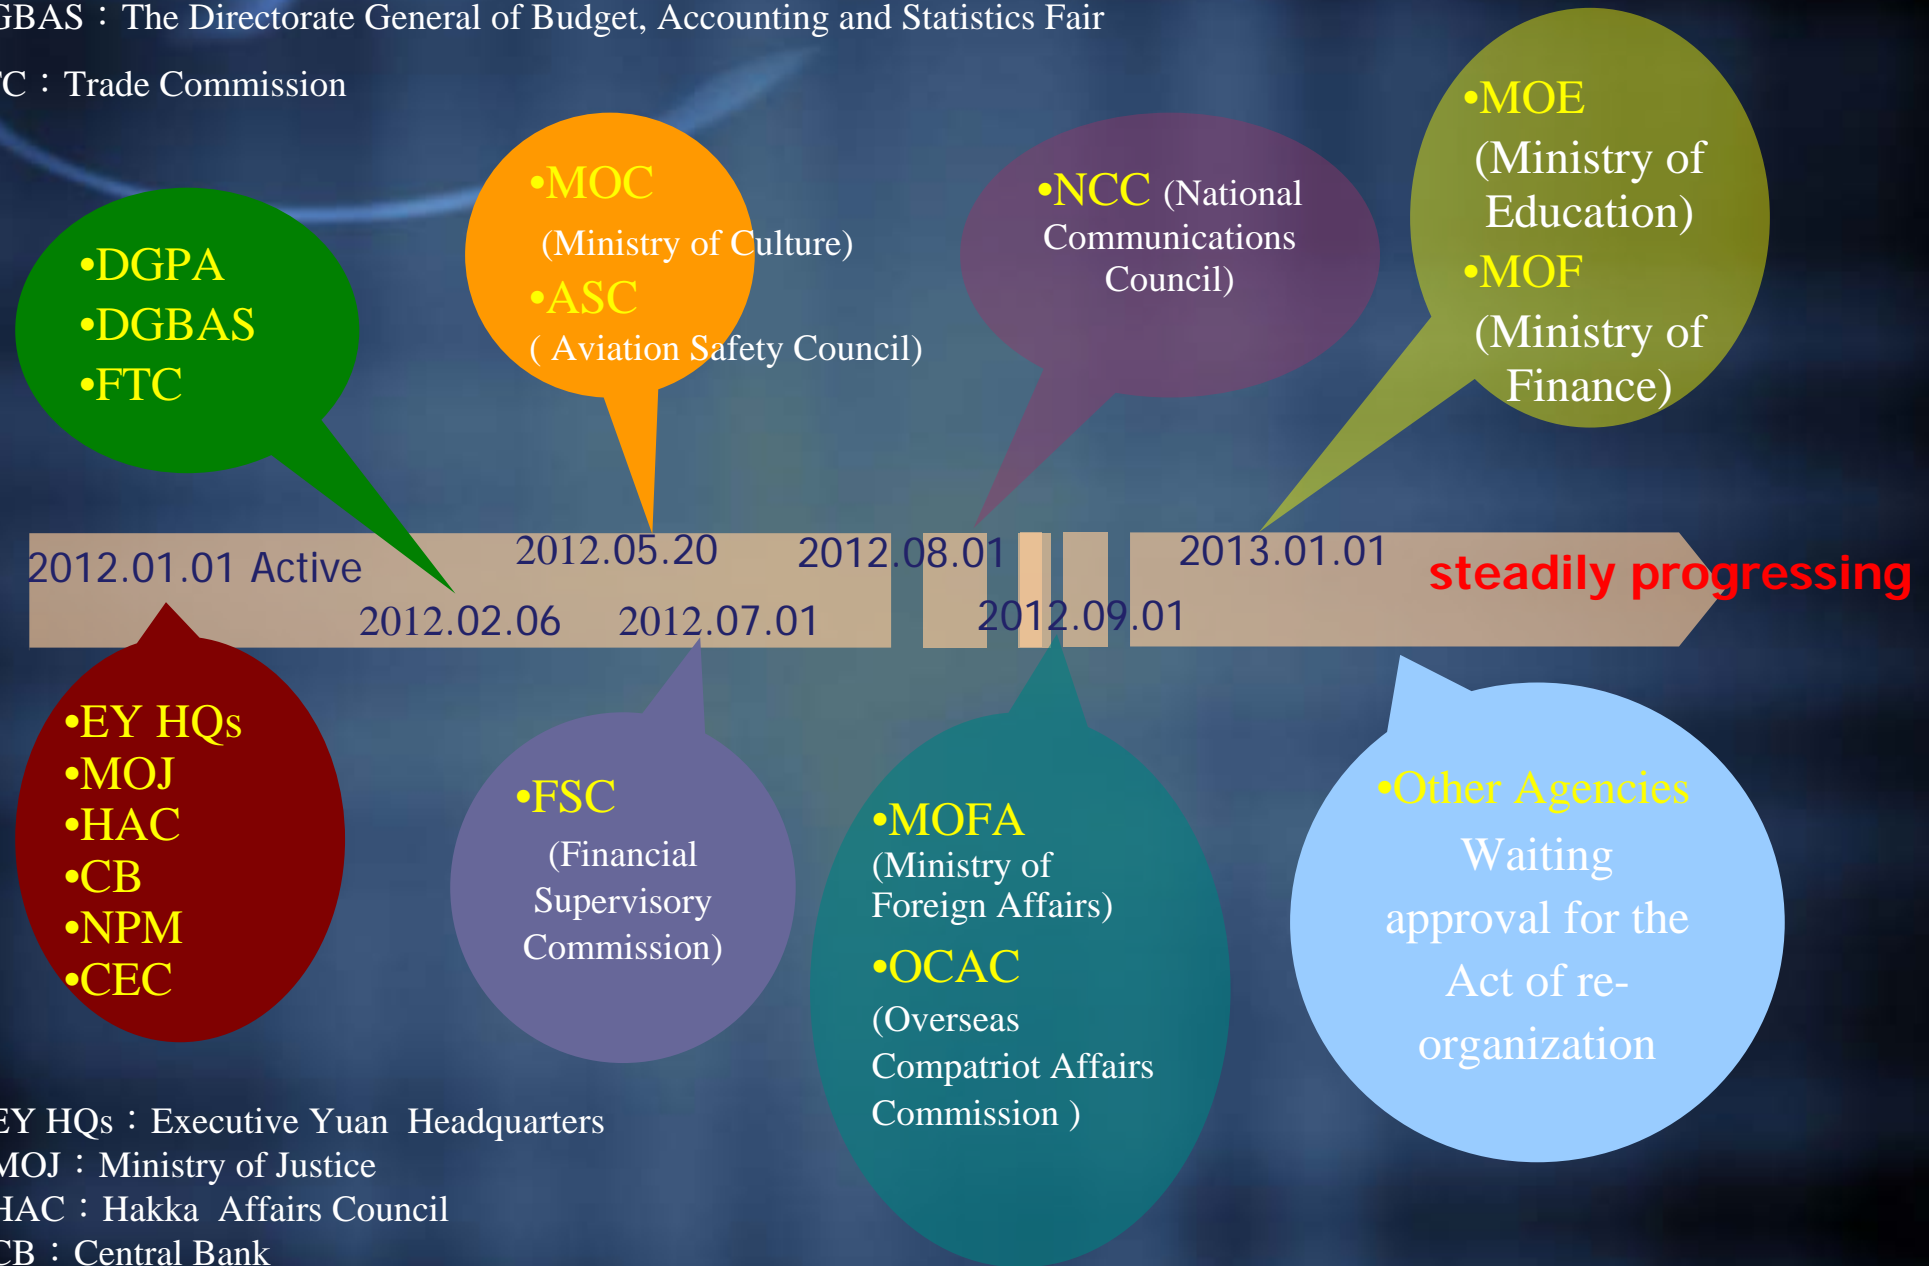 GBAS：The Directorate General of Budget, Accounting and Statistics Fair
TC：Trade Commission
•DGPA
•DGBAS
•FTC
•MOC
(Ministry of Culture)
•ASC
( Aviation Safety Council)
•NCC (National
Communications
Council)
•MOE
(Ministry of
Education)
•MOF
(Ministry of
Finance)
2012.01.01 Active
2012.02.06
2012.05.20
2012.07.01
2012.08.01
2012.09.01
2013.01.01
steadily progressing
•EY HQs
•MOJ
•HAC
•CB
•NPM
•CEC
•FSC
(Financial
Supervisory
Commission)
•MOFA
(Ministry of
Foreign Affairs)
•OCAC
(Overseas
Compatriot Affairs
Commission )
•Other Agencies
Waiting
approval for the
Act of re-
organization
EY HQs：Executive Yuan Headquarters
MOJ：Ministry of Justice
HAC：Hakka Affairs Council
CB：Central Bank